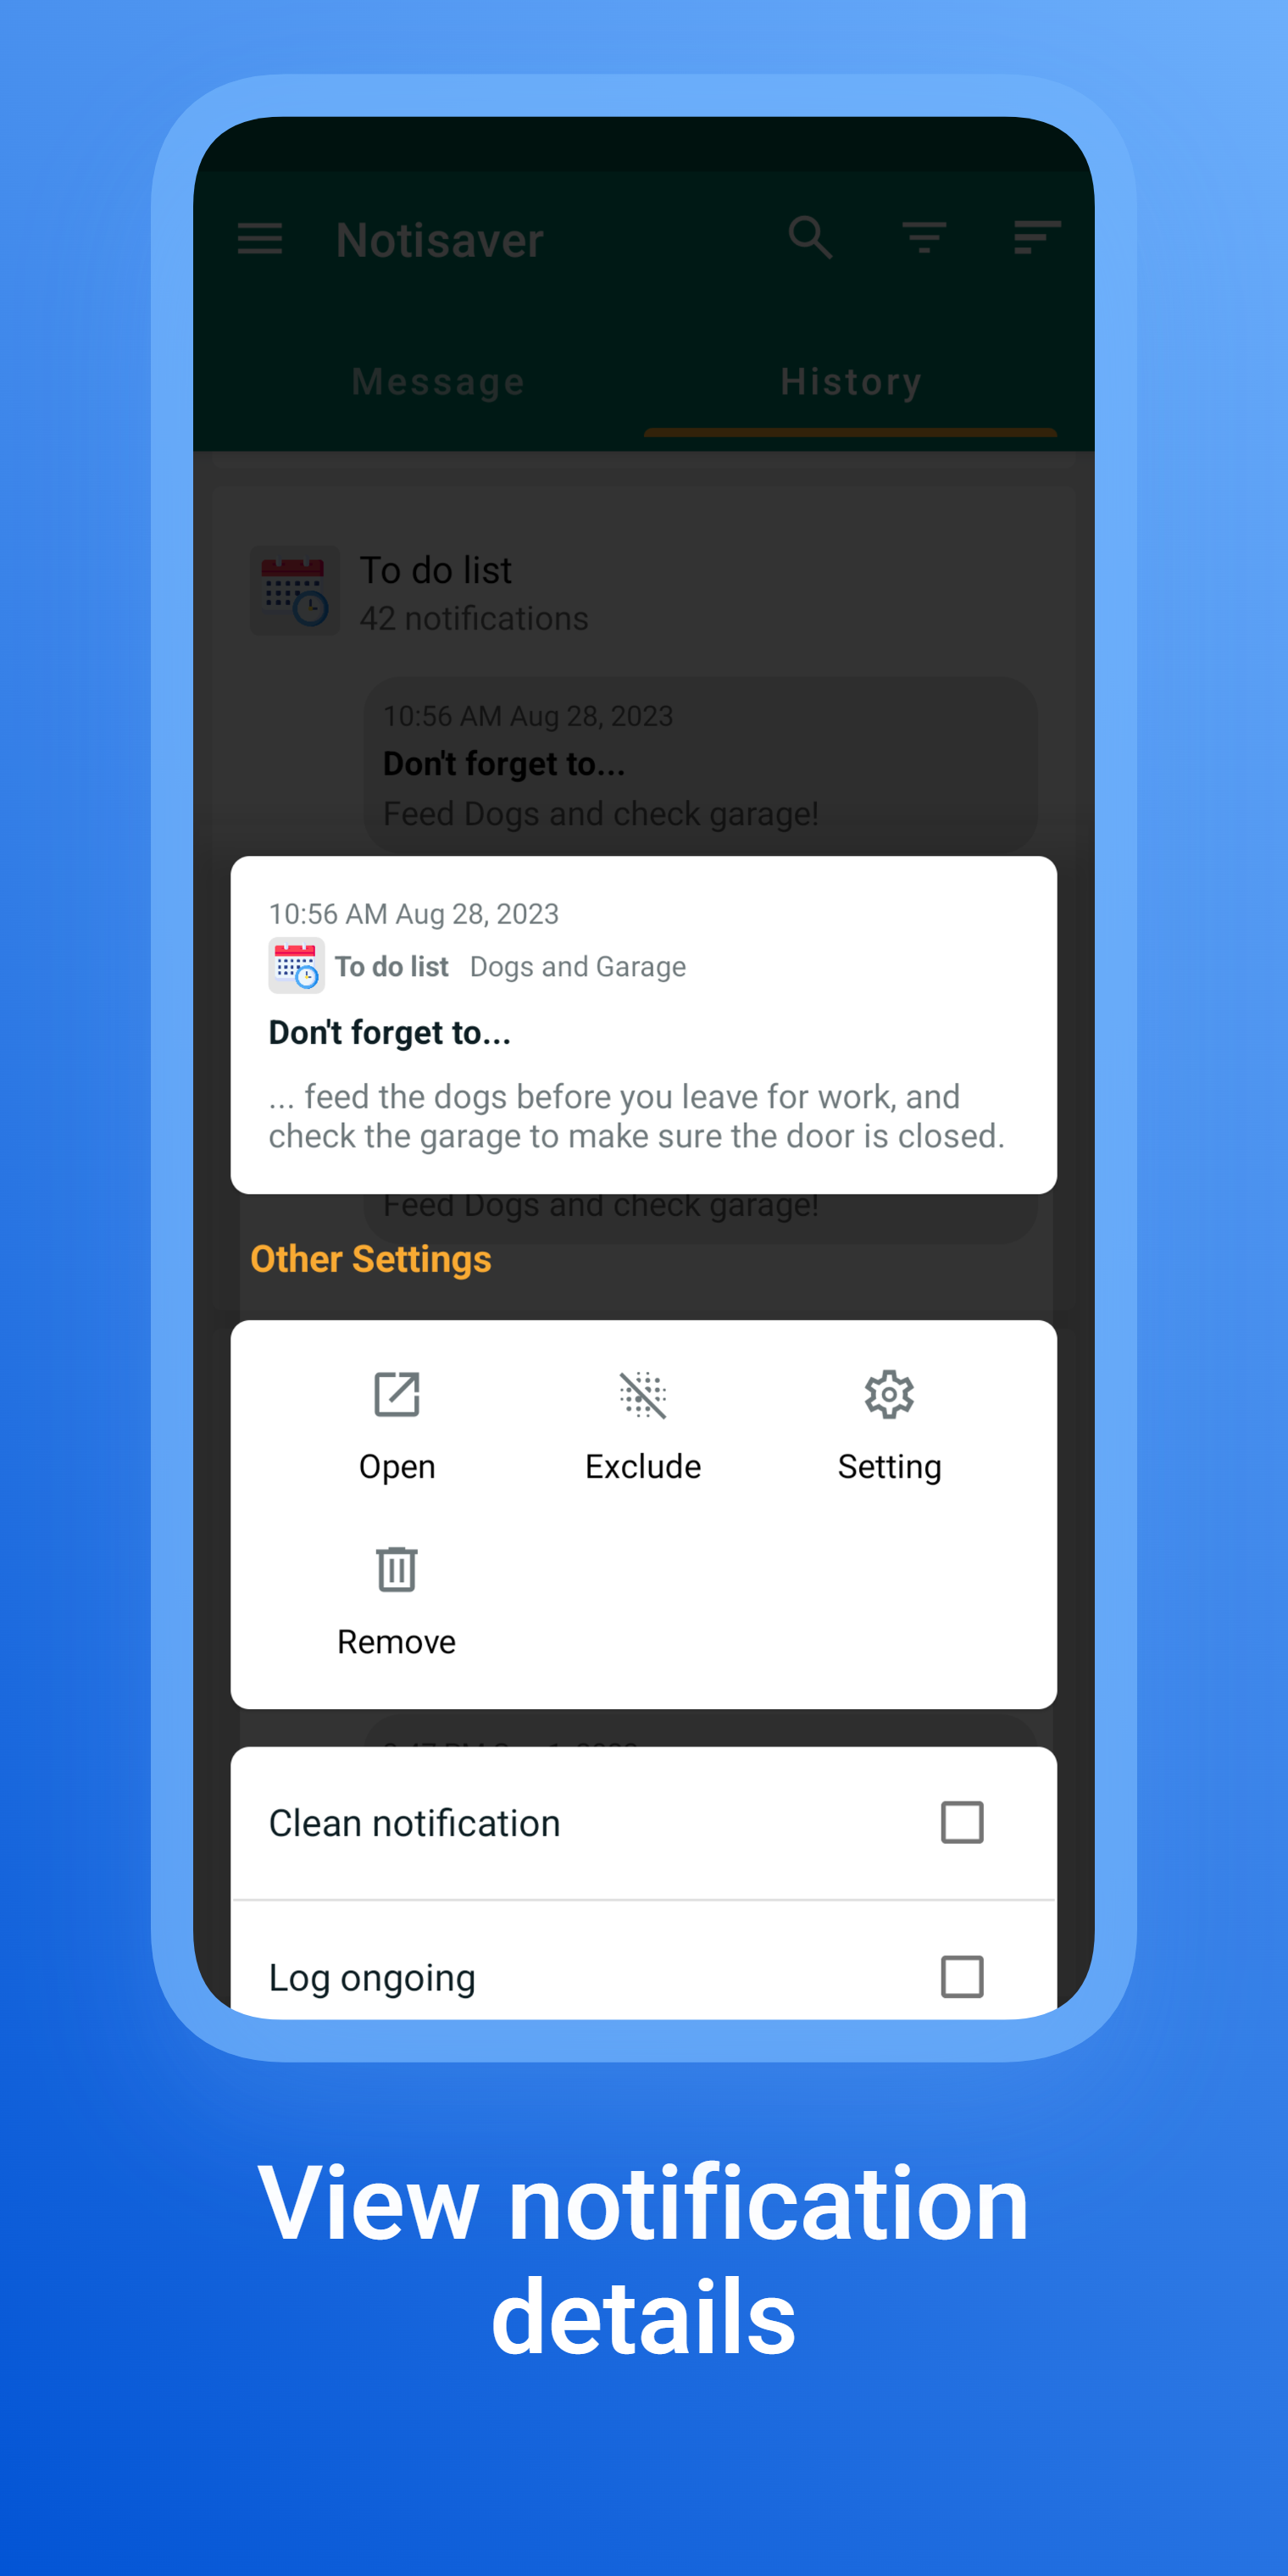 Notisaver
Message
History
To do list
42 notifications
10:56 AM Aug 28, 2023
Don't forget to...
Feed Dogs and check garage!
10:56 AM Aug 28, 2023
To do list Dogs and Garage
Don't forget to...
... feed the dogs before you leave for work, and
check the garage to make sure the door is closed.
Feed Dogs and check garage!
Other Settings
Open
Exclude
Setting
Remove
Clean notification
Log ongoing
View notification
details